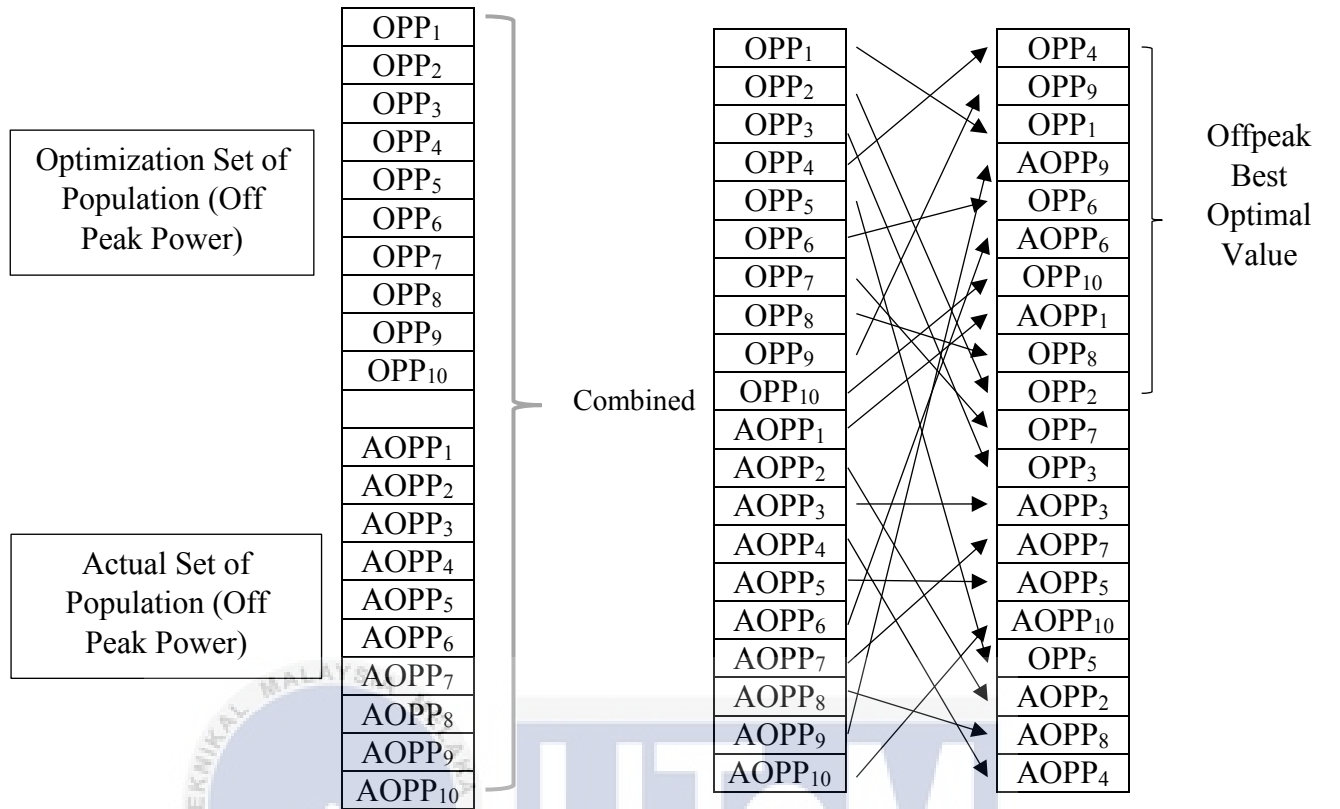 Optimization Set of
Population (Off
Peak Power)
Actual Set of
Population (Off
Peak Power)
OPP1
OPP2
OPP3
OPP4
OPP5
OPP6
OPP7
OPP8
OPP9
OPP10
AOPP1
AOPP2
AOPP3
AOPP4
AOPP5
AOPP6
AOPP7
AOPP8
AOPP9
AOPP10
Combined
OPP1
OPP2
OPP3
OPP4
OPP5
OPP6
OPP7
OPP8
OPP9
OPP10
AOPP1
AOPP2
AOPP3
AOPP4
AOPP5
AOPP6
AOPP7
AOPP8
AOPP9
AOPP10
OPP4
OPP9
OPP1
AOPP9
OPP6
AOPP6
OPP10
AOPP1
OPP8
OPP2
OPP7
OPP3
AOPP3
AOPP7
AOPP5
AOPP10
OPP5
AOPP2
AOPP8
AOPP4
Offpeak
Best
Optimal
Value
MALAYSIA